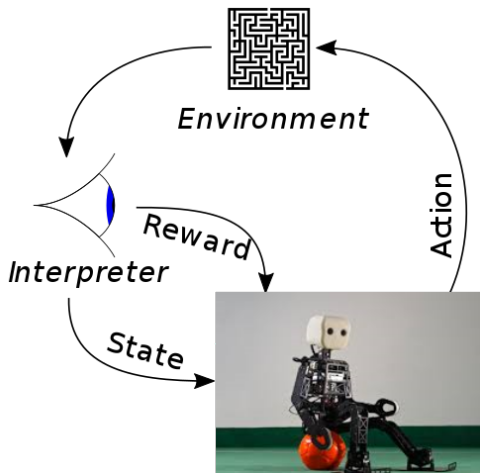 Environment
Reward
Action
Interpreter
State